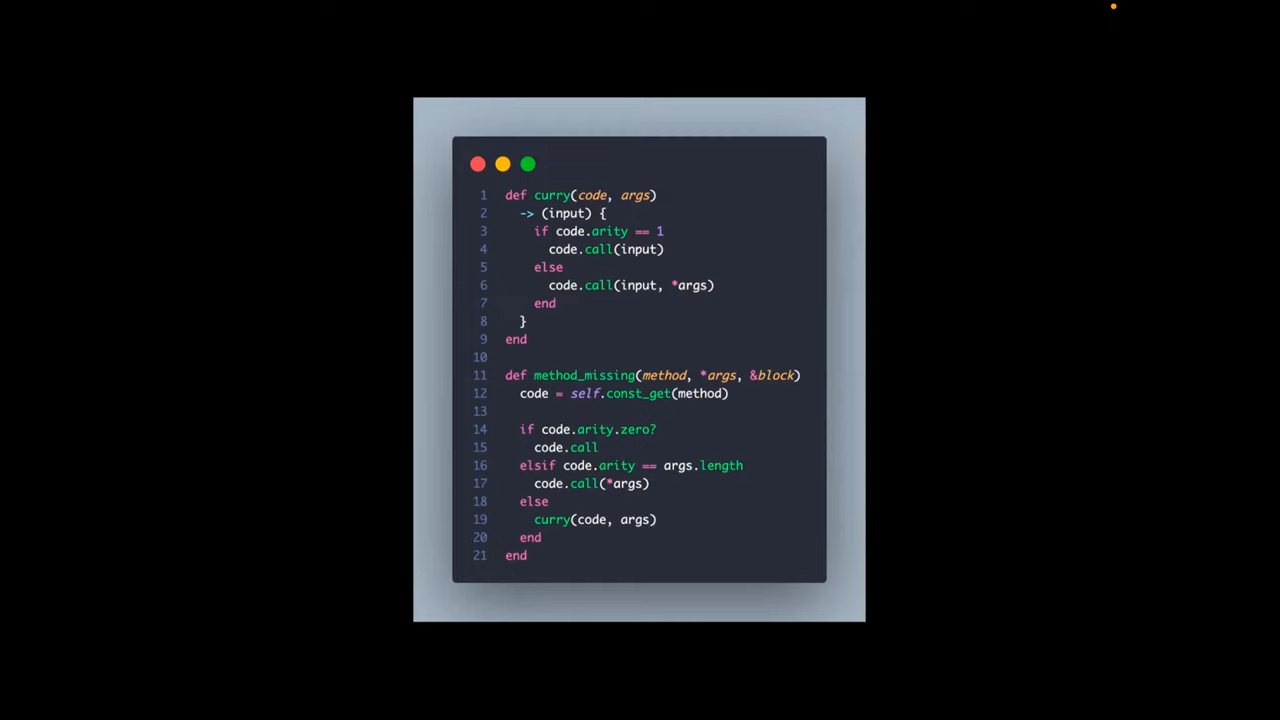 1 def curry(code, args)
2   -> (input) {
3     if code.arity == 1
4       code.call(input)
5     else
6       code.call(input, *args)
7     end
8   }
9 end
10
11 def method_missing(method, *args, &block)
12   code = self.const_get(method)
13
14   if code.arity.zero?
15     code.call
16   elsif code.arity == args.length
17     code.call(*args)
18   else
19     curry(code, args)
20   end
21 end